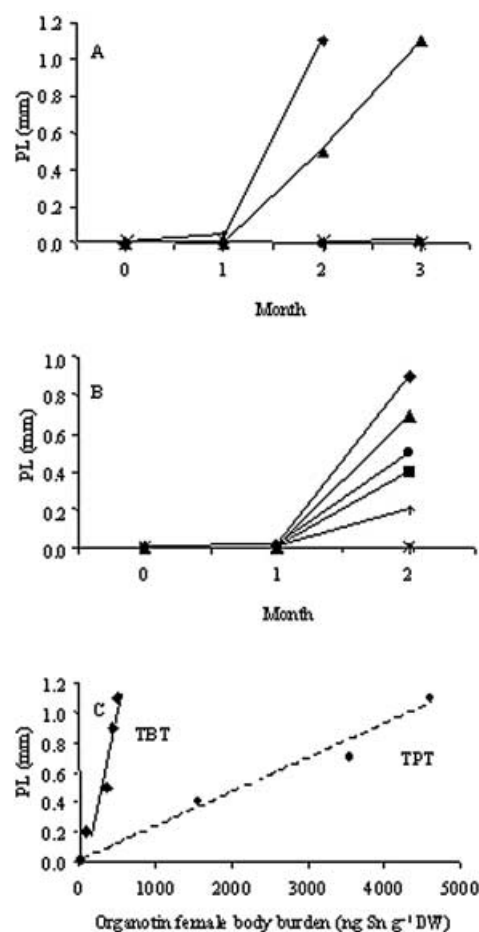 A
PL (mm)
1.2
1.0
0.8
0.6
0.4
0.2
0.0
0 1 2 3
Month
B
PL (mm)
1.0
0.8
0.6
0.4
0.2
0.0
0 1 2
Month
C
TBT
TPT
PL (mm)
1.2
1.0
0.8
0.6
0.4
0.2
0.0
0 1000 2000 3000 4000 5000
Organotin female body burden (ng Sn g⁻¹ DW)